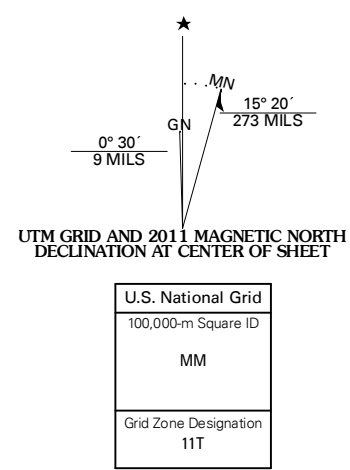 MN
15° 20´
273 MILS
GN
0° 30´
9 MILS
UTM GRID AND 2011 MAGNETIC NORTH
DECLINATION AT CENTER OF SHEET
U.S. National Grid
100,000-m Square ID
MM
Grid Zone Designation
11T